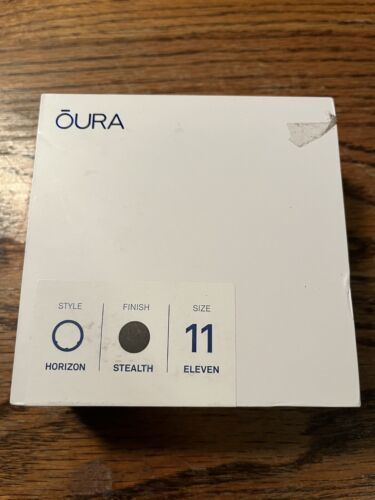 ŌURA
STYLE
HORIZON
FINISH
STEALTH
SIZE
11
ELEVEN